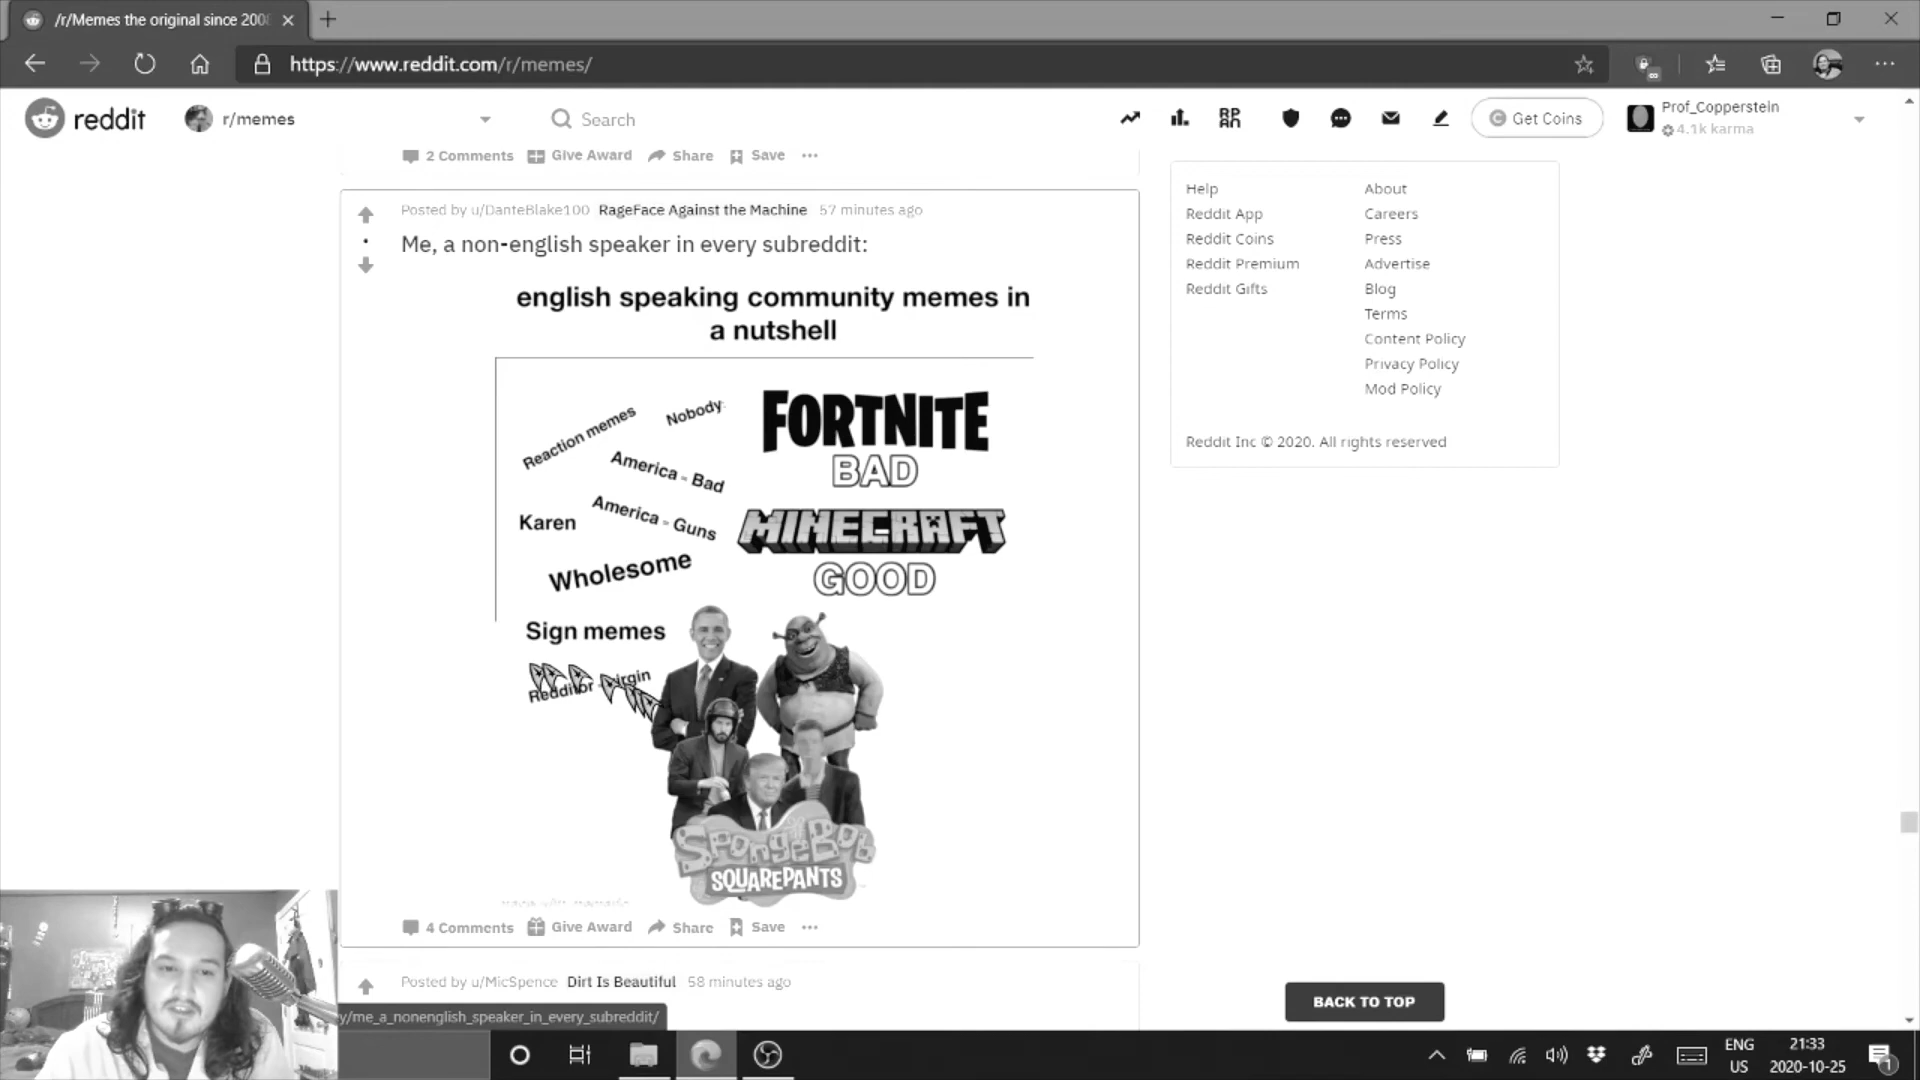 /r/Memes the original since 2008
https://www.reddit.com/r/memes/
reddit
r/memes
Search
Get Coins
Prof_Copperstein
4.1k karma
2 Comments Give Award Share Save
Posted by u/DanteBlake100 RageFace Against the Machine 57 minutes ago
Me, a non-english speaker in every subreddit:
english speaking community memes in
a nutshell
Reaction memes
Nobody:
America = Bad
America = Guns
Karen
Wholesome
Sign memes
Redditor
FORTNITE
BAD
MINECRAFT
GOOD
SpongeBob
SQUAREPANTS
4 Comments Give Award Share Save
Posted by u/MicSpence Dirt Is Beautiful 58 minutes ago
y/me_a_nonenglish_speaker_in_every_subreddit/
Help
Reddit App
Reddit Coins
Reddit Premium
Reddit Gifts
About
Careers
Press
Advertise
Blog
Terms
Content Policy
Privacy Policy
Mod Policy
Reddit Inc © 2020. All rights reserved
BACK TO TOP
ENG
US
21:33
2020-10-25
1